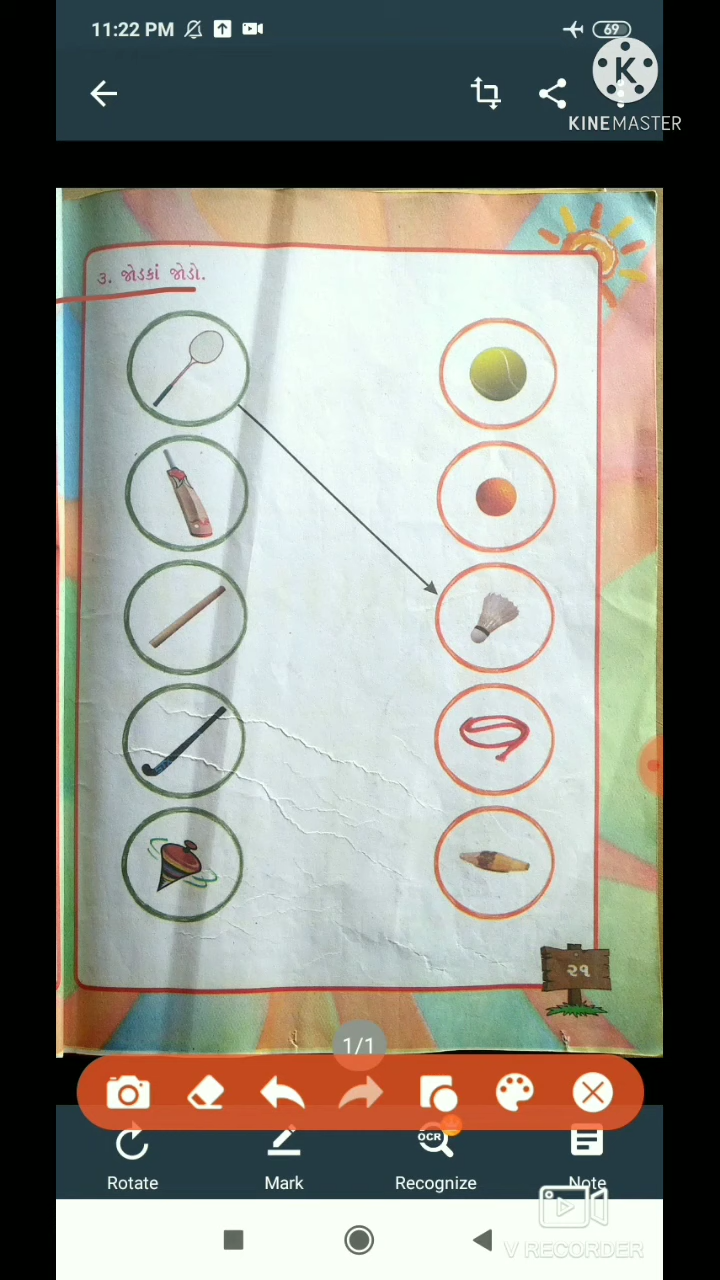 11:22 PM
69
K
KINEMASTER
૩. જોડકાં જોડો.
૨૧
1/1
OCR
Rotate
Mark
Recognize
Note
V RECORDER